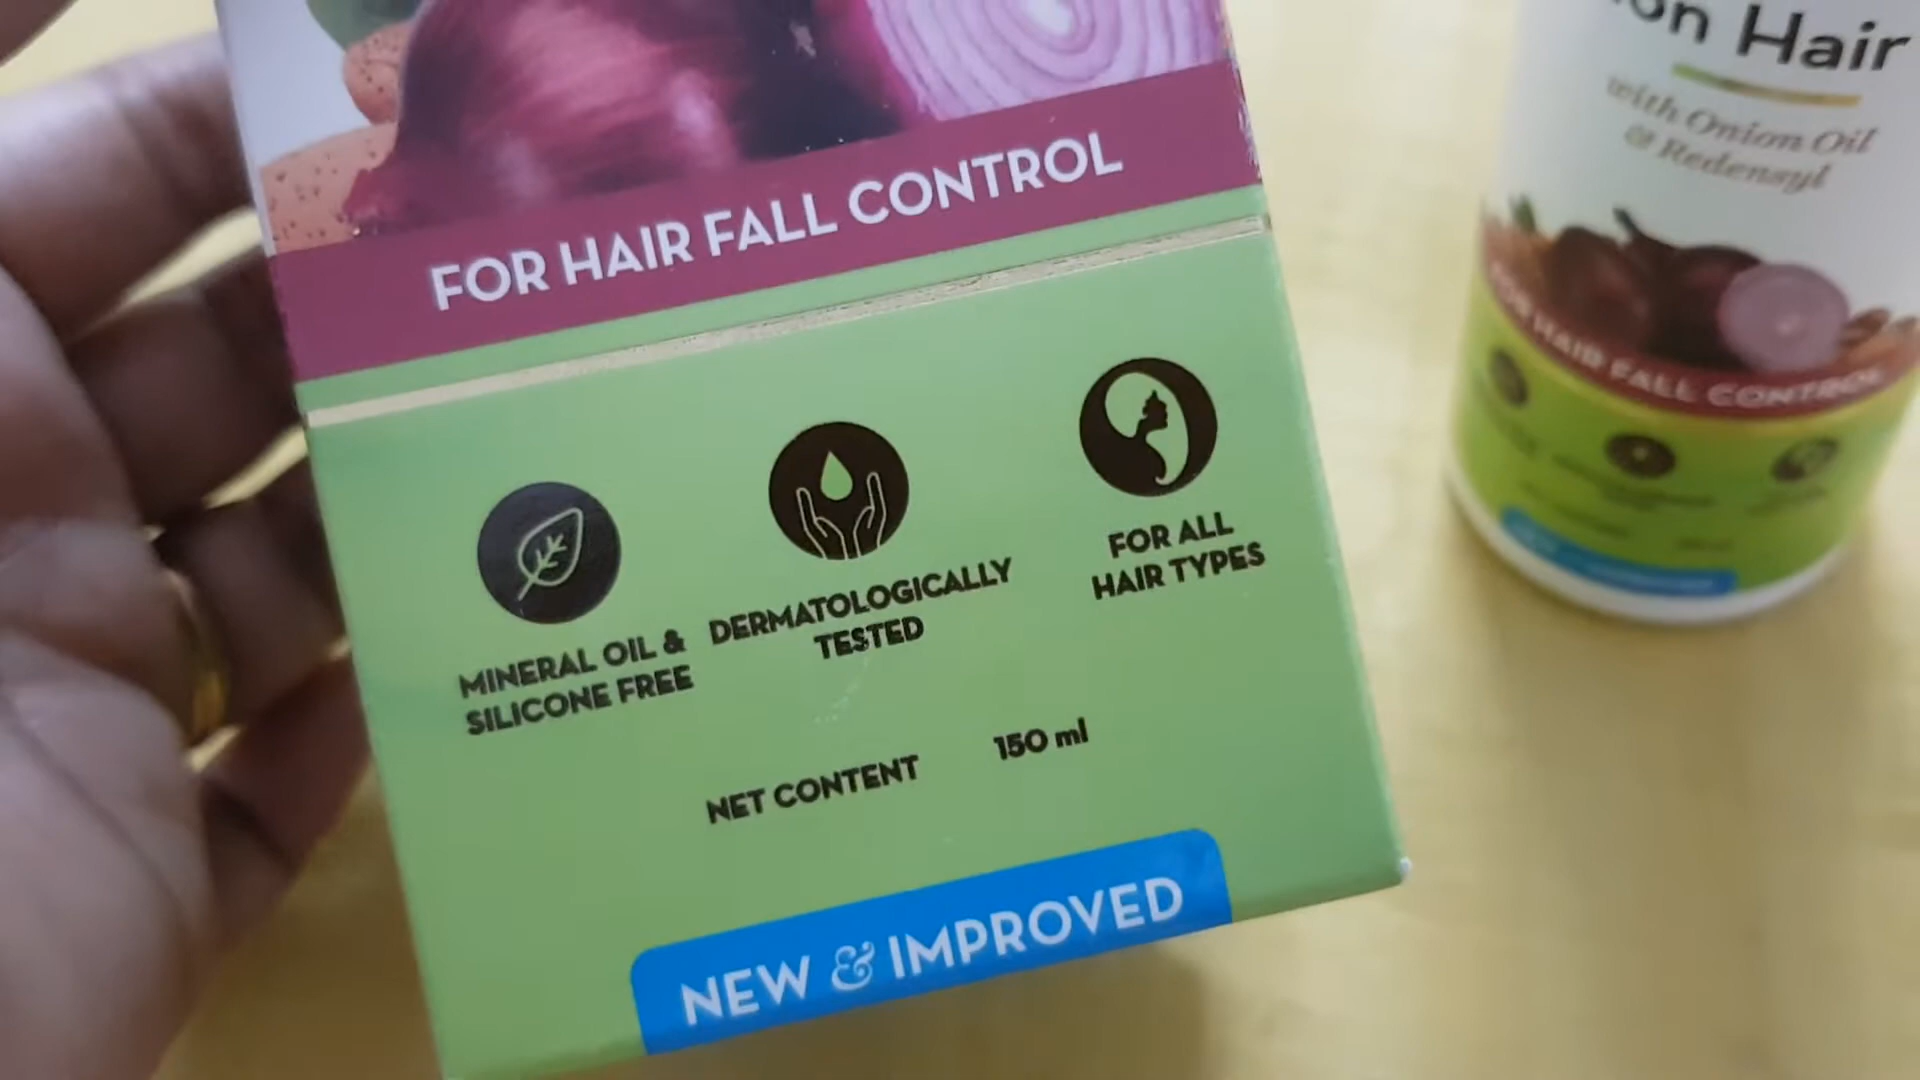 FOR HAIR FALL CONTROL
MINERAL OIL &
SILICONE FREE
DERMATOLOGICALLY
TESTED
FOR ALL
HAIR TYPES
NET CONTENT 150 ml
NEW & IMPROVED
Hair
with Onion Oil
& Redensyl
FOR HAIR FALL CONTROL